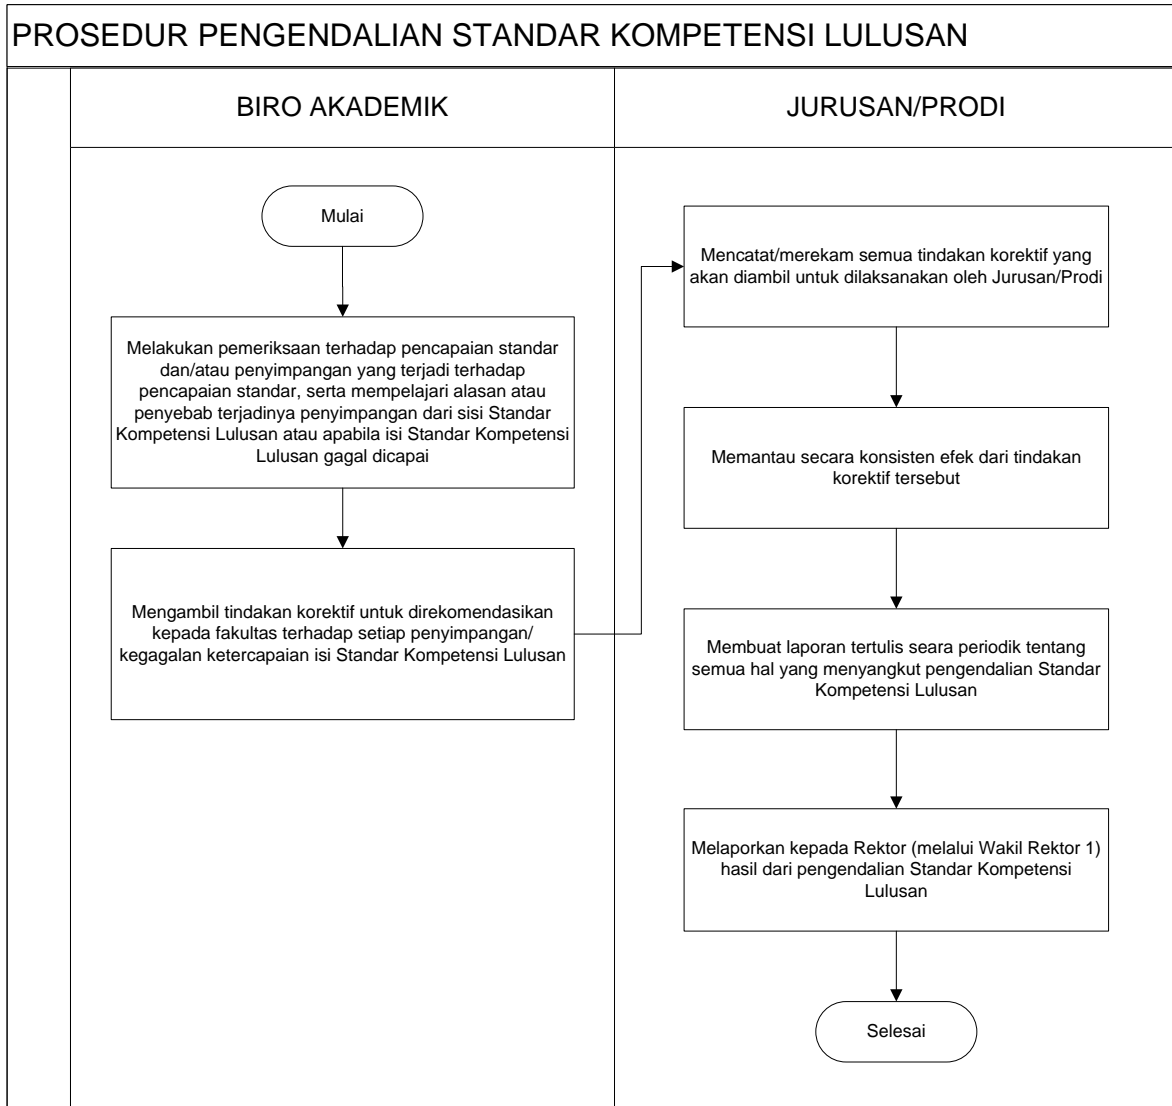 PROSEDUR PENGENDALIAN STANDAR KOMPETENSI LULUSAN
BIRO AKADEMIK
JURUSAN/PRODI
Mulai
Melakukan pemeriksaan terhadap pencapaian standar
dan/atau penyimpangan yang terjadi terhadap
pencapaian standar, serta mempelajari alasan atau
penyebab terjadinya penyimpangan dari sisi Standar
Kompetensi Lulusan atau apabila isi Standar Kompetensi
Lulusan gagal dicapai
Mengambil tindakan korektif untuk direkomendasikan
kepada fakultas terhadap setiap penyimpangan/
kegagalan ketercapaian isi Standar Kompetensi Lulusan
Mencatat/merekam semua tindakan korektif yang
akan diambil untuk dilaksanakan oleh Jurusan/Prodi
Memantau secara konsisten efek dari tindakan
korektif tersebut
Membuat laporan tertulis seara periodik tentang
semua hal yang menyangkut pengendalian Standar
Kompetensi Lulusan
Melaporkan kepada Rektor (melalui Wakil Rektor 1)
hasil dari pengendalian Standar Kompetensi
Lulusan
Selesai